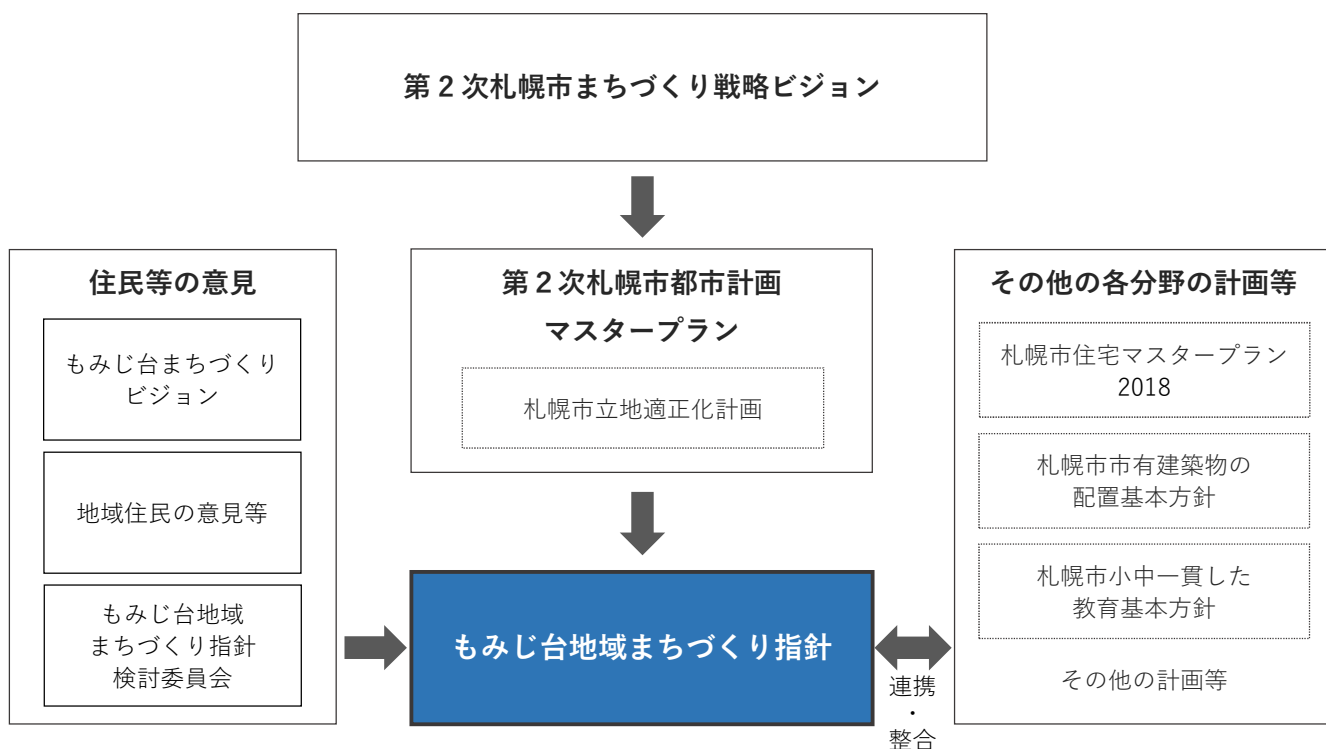 第2次札幌市まちづくり戦略ビジョン
住民等の意見
もみじ台まちづくり
ビジョン
地域住民の意見等
もみじ台地域
まちづくり指針
検討委員会
第2次札幌市都市計画
マスタープラン
札幌市立地適正化計画
もみじ台地域まちづくり指針
連携
・
整合
その他の各分野の計画等
札幌市住宅マスタープラン
2018
札幌市市有建築物の
配置基本方針
札幌市小中一貫した
教育基本方針
その他の計画等